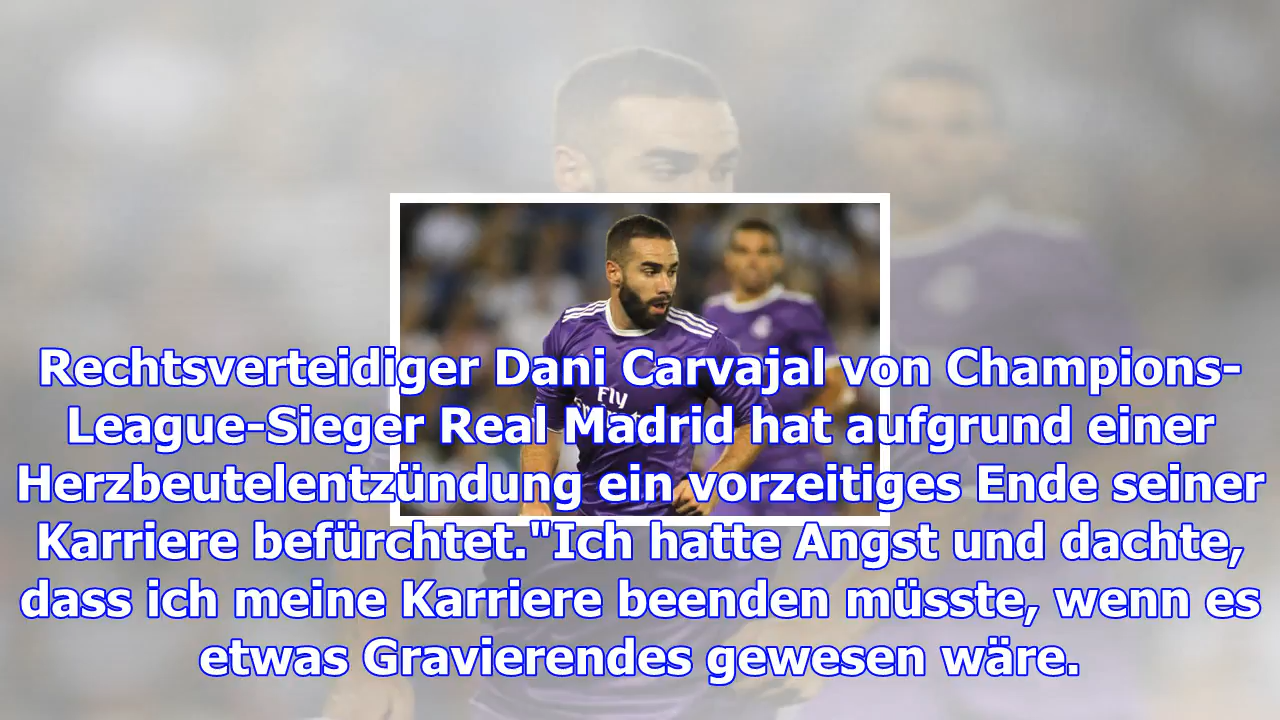 Rechtsverteidiger Dani Carvajal von Champions-
League-Sieger Real Madrid hat aufgrund einer
Herzbeutelentzündung ein vorzeitiges Ende seiner
Karriere befürchtet."Ich hatte Angst und dachte,
dass ich meine Karriere beenden müsste, wenn es
etwas Gravierendes gewesen wäre.
Fly